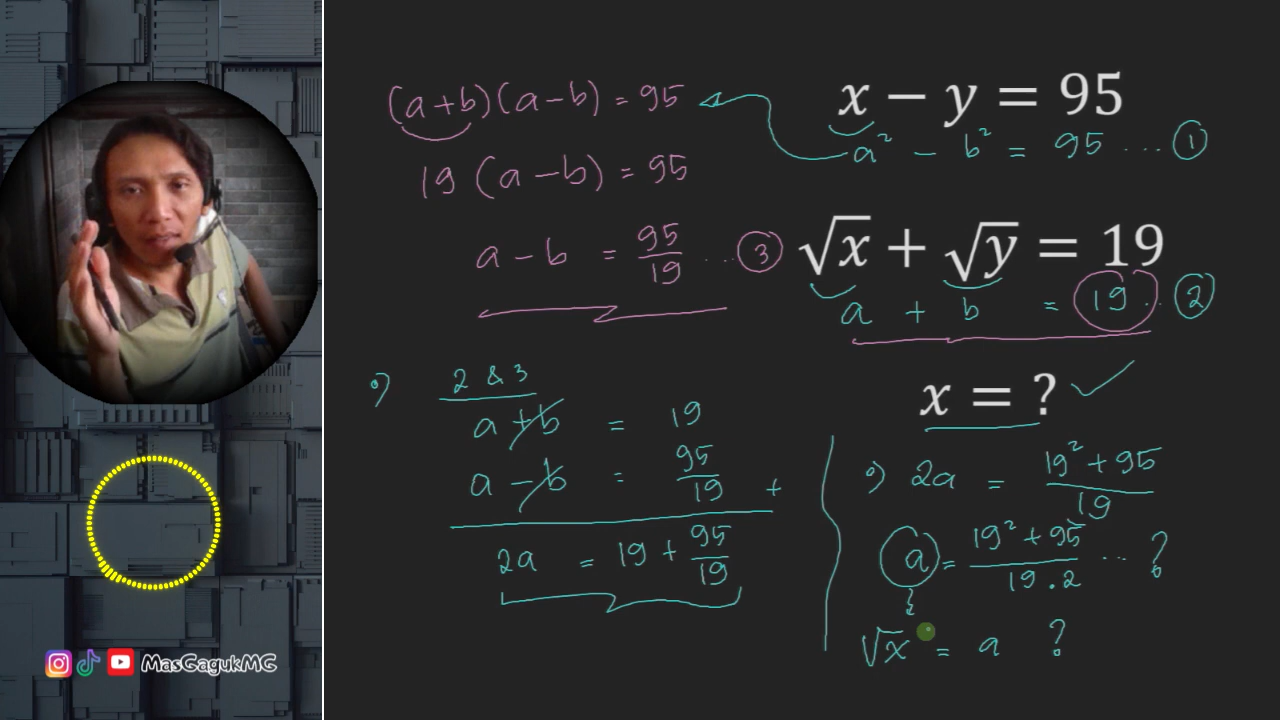 (a+b)(a-b) = 95
19 (a-b) = 95
a - b = 95/19 ... ③
x − y = 95
a² - b² = 95 ... ①
√x + √y = 19
a + b = 19 .. ②
x = ?
2 & 3
a + b = 19
a - b = 95/19 +
2a = 19 + 95/19
2a = 19² + 95 / 19
a = 19² + 95 / 19 . 2 ... ?
√x = a ?
MasGagukMG